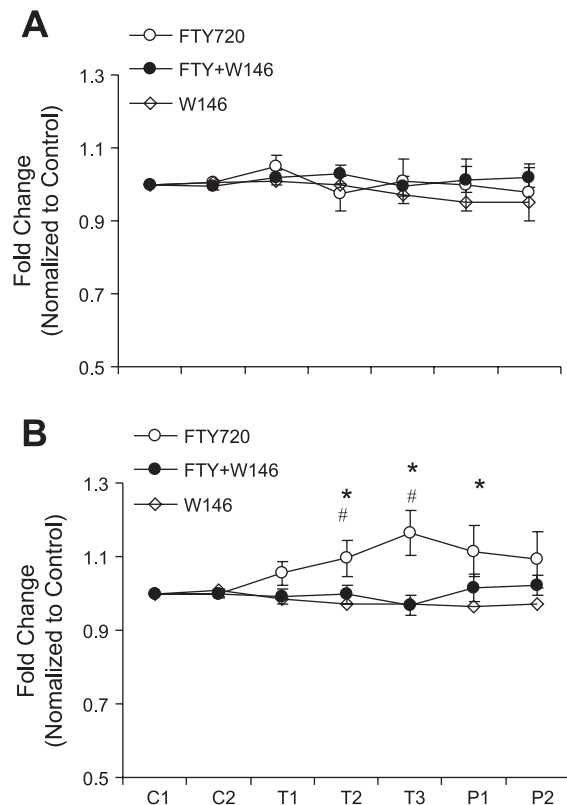 A
FTY720
FTY+W146
W146
Fold Change
(Nomalized to Control)
1.3
1.1
0.9
0.7
0.5
B
FTY720
FTY+W146
W146
Fold Change
(Nomalized to Control)
1.3
1.1
0.9
0.7
0.5
* * *
# #
C1 C2 T1 T2 T3 P1 P2